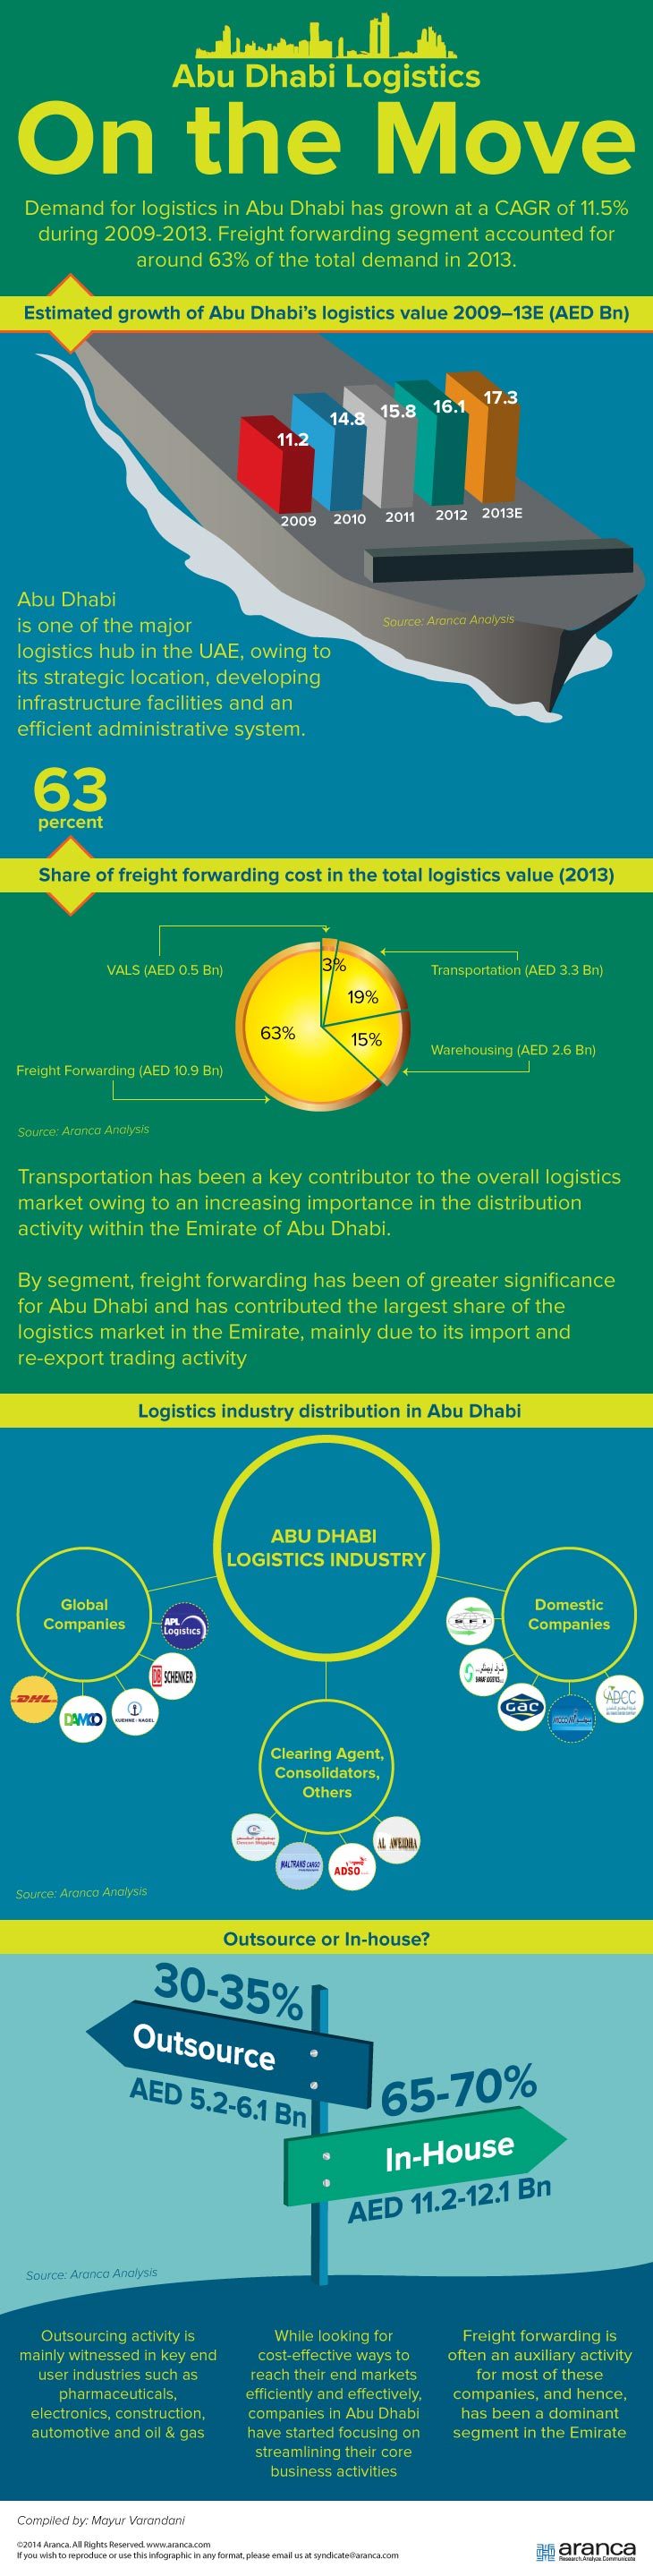 Abu Dhabi Logistics
On the Move
Demand for logistics in Abu Dhabi has grown at a CAGR of 11.5%
during 2009-2013. Freight forwarding segment accounted for
around 63% of the total demand in 2013.
Estimated growth of Abu Dhabi's logistics value 2009–13E (AED Bn)
11.2
14.8
15.8
16.1
17.3
2009
2010
2011
2012
2013E
Source: Aranca Analysis
Abu Dhabi
is one of the major
logistics hub in the UAE, owing to
its strategic location, developing
infrastructure facilities and an
efficient administrative system.
63
percent
Share of freight forwarding cost in the total logistics value (2013)
VALS (AED 0.5 Bn)
3%
Transportation (AED 3.3 Bn)
19%
63%
15%
Warehousing (AED 2.6 Bn)
Freight Forwarding (AED 10.9 Bn)
Source: Aranca Analysis
Transportation has been a key contributor to the overall logistics
market owing to an increasing importance in the distribution
activity within the Emirate of Abu Dhabi.
By segment, freight forwarding has been of greater significance
for Abu Dhabi and has contributed the largest share of the
logistics market in the Emirate, mainly due to its import and
re-export trading activity
Logistics industry distribution in Abu Dhabi
ABU DHABI
LOGISTICS INDUSTRY
Global
Companies
APL
Logistics
DB SCHENKER
KUEHNE+NAGEL
DAMCO
DHL
Domestic
Companies
SFI
GAC
ADCC
Clearing Agent,
Consolidators,
Others
MALTRANS CARGO
ADSO
AL AWEIDHA
Source: Aranca Analysis
Outsource or In-house?
30-35%
Outsource
AED 5.2-6.1 Bn
65-70%
In-House
AED 11.2-12.1 Bn
Source: Aranca Analysis
Outsourcing activity is
mainly witnessed in key end
user industries such as
pharmaceuticals,
electronics, construction,
automotive and oil & gas
While looking for
cost-effective ways to
reach their end markets
efficiently and effectively,
companies in Abu Dhabi
have started focusing on
streamlining their core
business activities
Freight forwarding is
often an auxiliary activity
for most of these
companies, and hence,
has been a dominant
segment in the Emirate
Compiled by: Mayur Varandani
©2014 Aranca. All Rights Reserved. www.aranca.com
If you wish to reproduce or use this infographic in any format, please email us at syndicate@aranca.com
aranca
Research.Analyze.Communicate